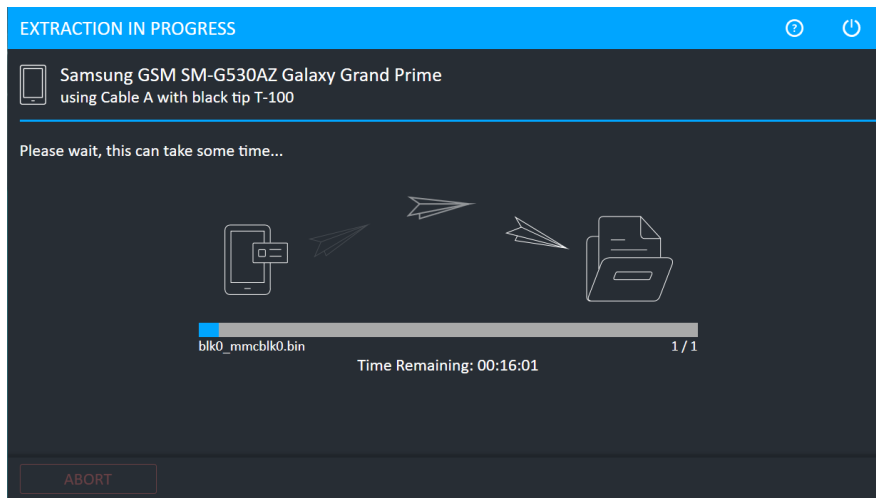 EXTRACTION IN PROGRESS
Samsung GSM SM-G530AZ Galaxy Grand Prime
using Cable A with black tip T-100
Please wait, this can take some time...
blk0_mmcblk0.bin 1 / 1
Time Remaining: 00:16:01
ABORT